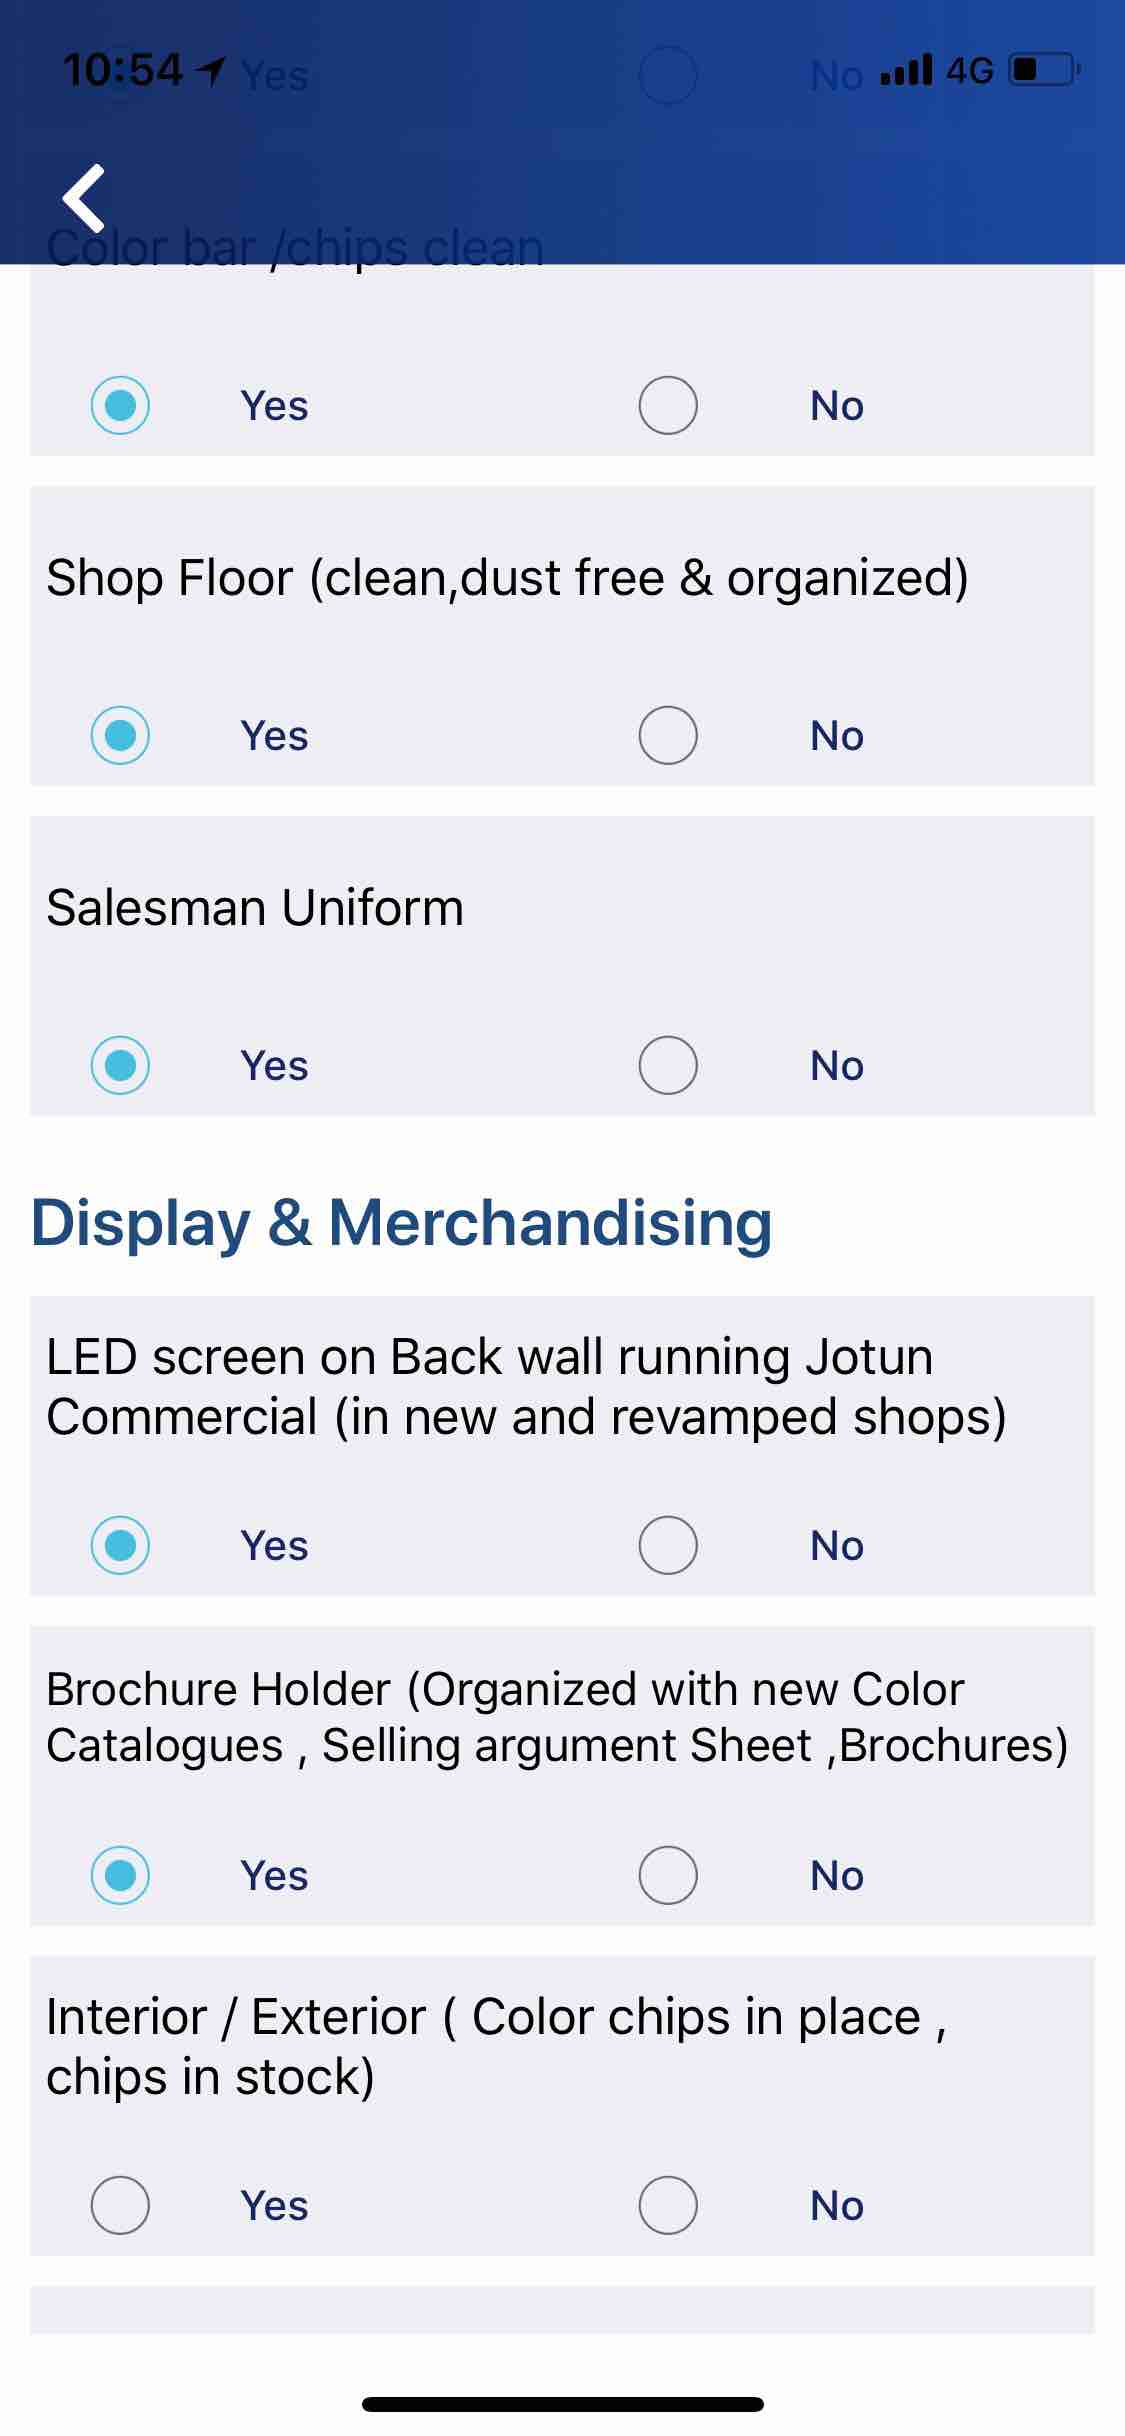 10:54
4G
Yes No
Color bar /chips clean
Yes No
Shop Floor (clean,dust free & organized)
Yes No
Salesman Uniform
Yes No
Display & Merchandising
LED screen on Back wall running Jotun
Commercial (in new and revamped shops)
Yes No
Brochure Holder (Organized with new Color
Catalogues , Selling argument Sheet ,Brochures)
Yes No
Interior / Exterior ( Color chips in place ,
chips in stock)
Yes No